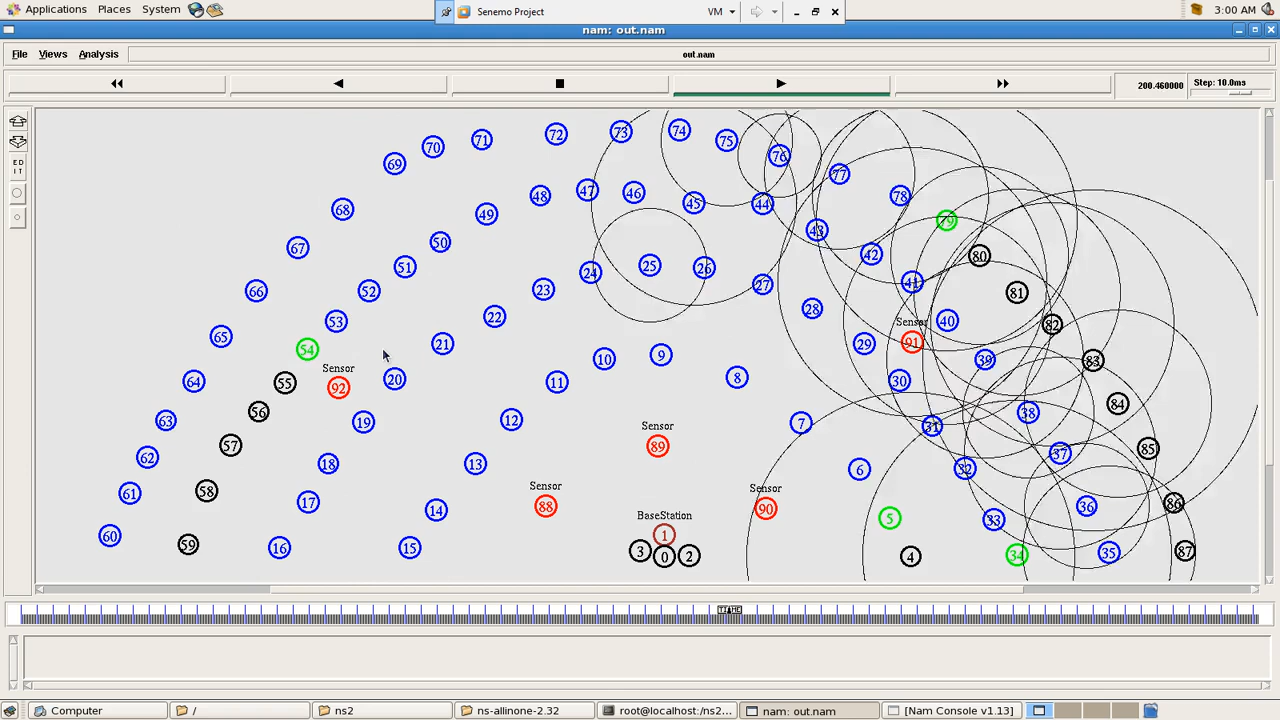 Applications Places System
Senemo Project VM
3:00 AM
nam: out.nam
File Views Analysis
out.nam
200.460000 Step: 10.0ms
E D
I T
73 74
72
71 75
70
76
69
77
47 46 48 78
45 44
68
49
79
43
50
67
42 80
51 25 26
24
41
27
66 52 23 81
28
22 53 40 82
Sensor
65
21 29 91
54
9
10 39 83
Sensor
8
64 55 92 20 11 30
84
56 38
63 19 12 7
Sensor 31
57 89 85
37
62
18 13 6 32
Sensor Sensor
61 58
17 88 90 86
14 36
BaseStation 5 33
60 1
59 16 15 3 0 2 4 34 35 87
TIME
Computer / ns2 ns-allinone-2.32 root@localhost:/ns2... nam: out.nam [Nam Console v1.13]